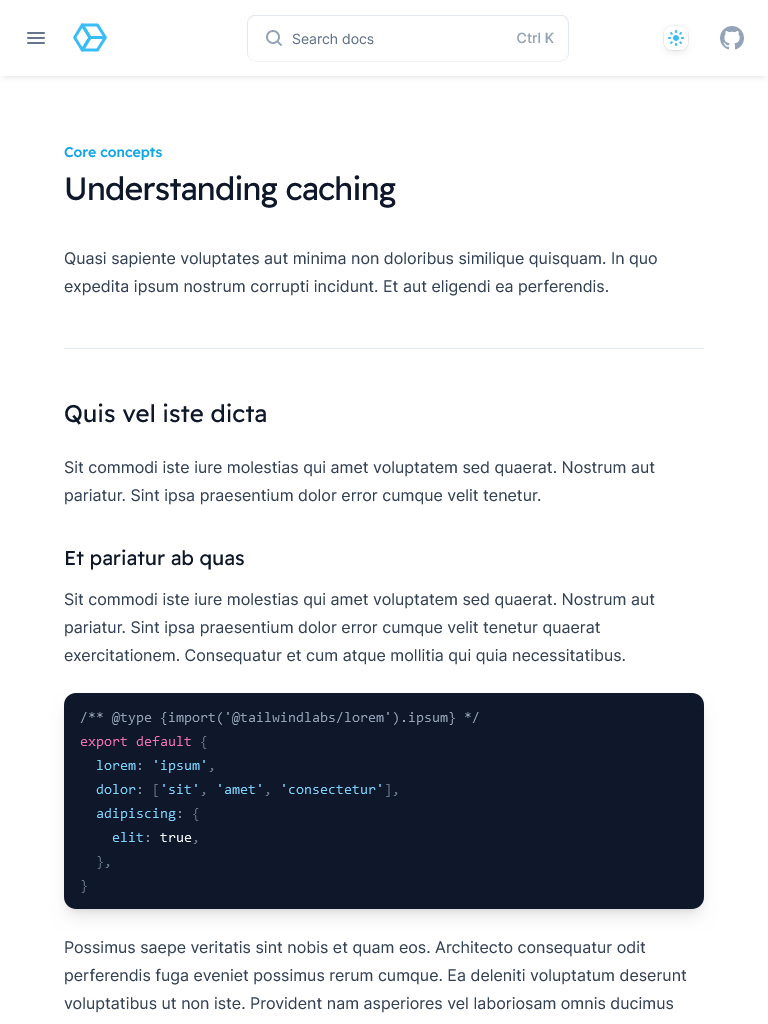 Search docs Ctrl K
Core concepts
Understanding caching
Quasi sapiente voluptates aut minima non doloribus similique quisquam. In quo
expedita ipsum nostrum corrupti incidunt. Et aut eligendi ea perferendis.
Quis vel iste dicta
Sit commodi iste iure molestias qui amet voluptatem sed quaerat. Nostrum aut
pariatur. Sint ipsa praesentium dolor error cumque velit tenetur.
Et pariatur ab quas
Sit commodi iste iure molestias qui amet voluptatem sed quaerat. Nostrum aut
pariatur. Sint ipsa praesentium dolor error cumque velit tenetur quaerat
exercitationem. Consequatur et cum atque mollitia qui quia necessitatibus.
/** @type {import('@tailwindlabs/lorem').ipsum} */
export default {
  lorem: 'ipsum',
  dolor: ['sit', 'amet', 'consectetur'],
  adipiscing: {
    elit: true,
  },
}
Possimus saepe veritatis sint nobis et quam eos. Architecto consequatur odit
perferendis fuga eveniet possimus rerum cumque. Ea deleniti voluptatum deserunt
voluptatibus ut non iste. Provident nam asperiores vel laboriosam omnis ducimus